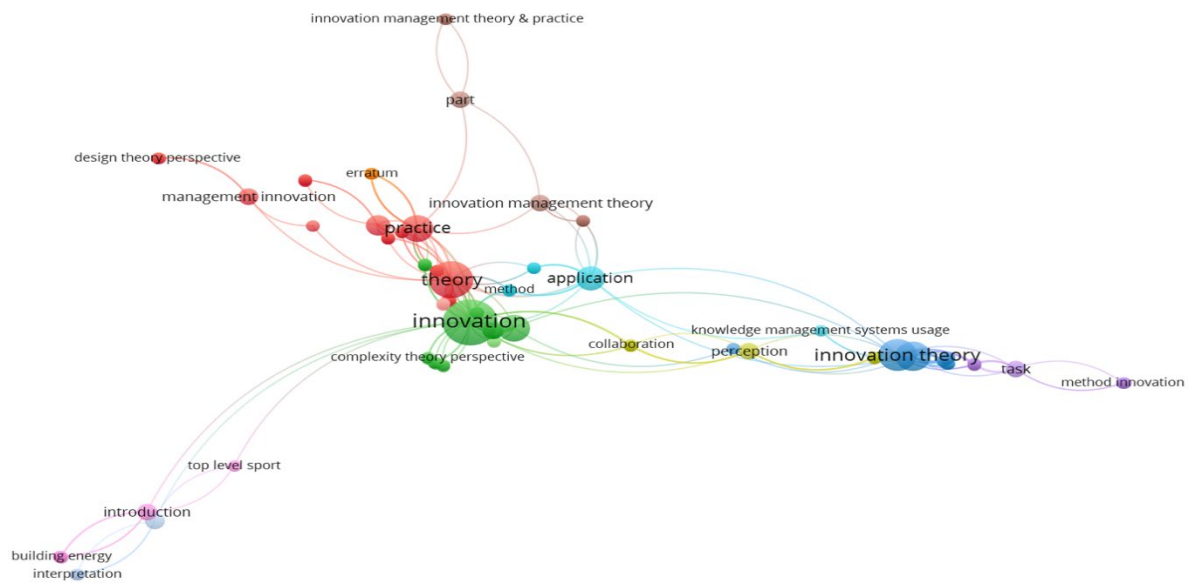 innovation management theory & practice
part
design theory perspective
erratum
management innovation
innovation management theory
practice
theory
application
method
innovation
knowledge management systems usage
collaboration
perception
complexity theory perspective
innovation theory
task
method innovation
top level sport
introduction
building energy
interpretation